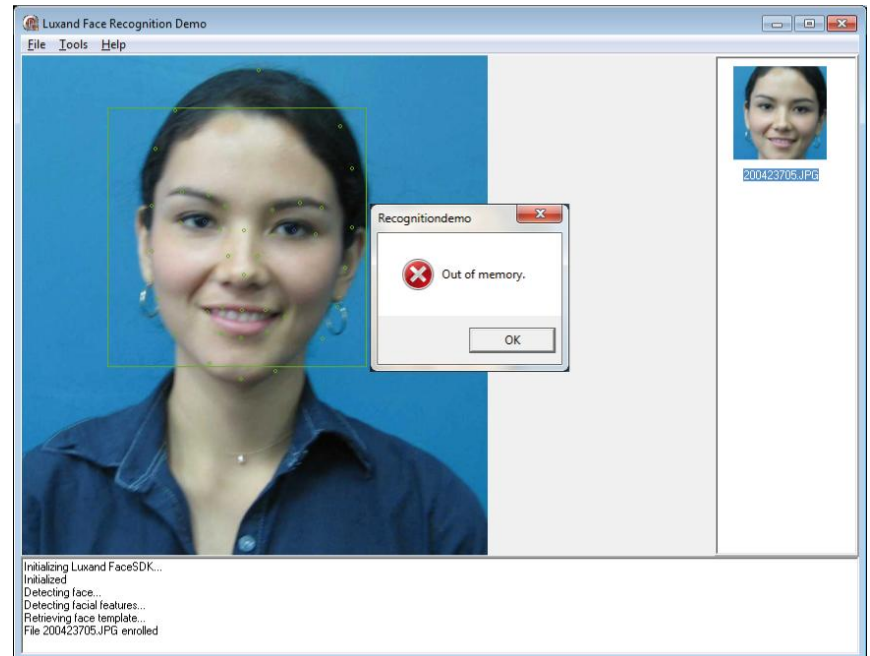 Luxand Face Recognition Demo
File Tools Help
200423705.JPG
Recognitiondemo
Out of memory.
OK
Initializing Luxand FaceSDK...
Initialized
Detecting face...
Detecting facial features...
Retrieving face template...
File 200423705.JPG enrolled